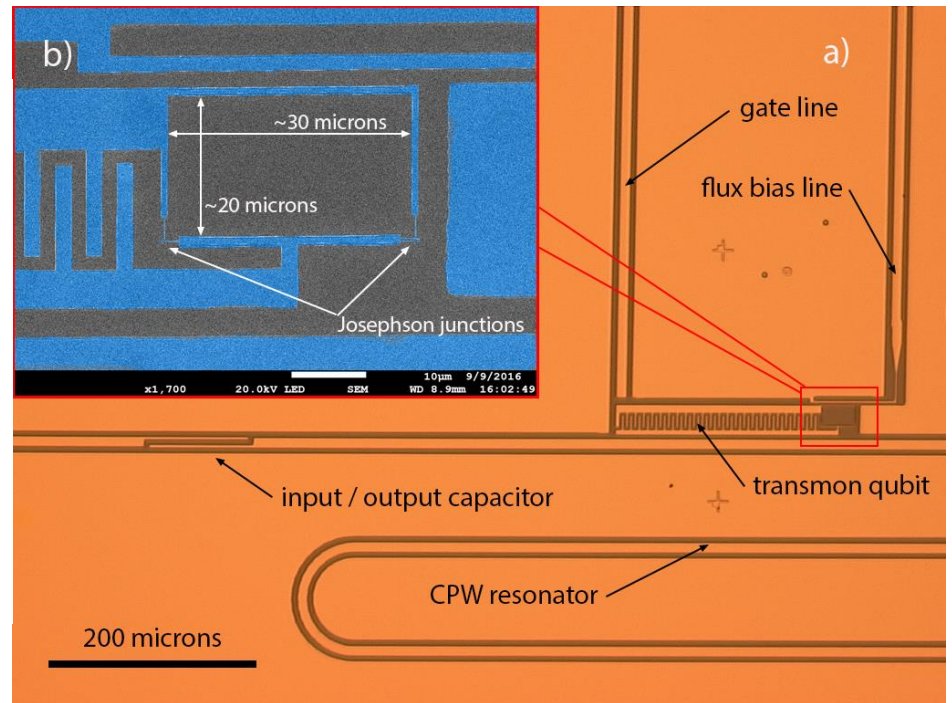 b)
~30 microns
~20 microns
Josephson junctions
10μm 9/9/2016
x1,700 20.0kV LED SEM WD 8.9mm 16:02:49
a)
gate line
flux bias line
input / output capacitor
transmon qubit
CPW resonator
200 microns